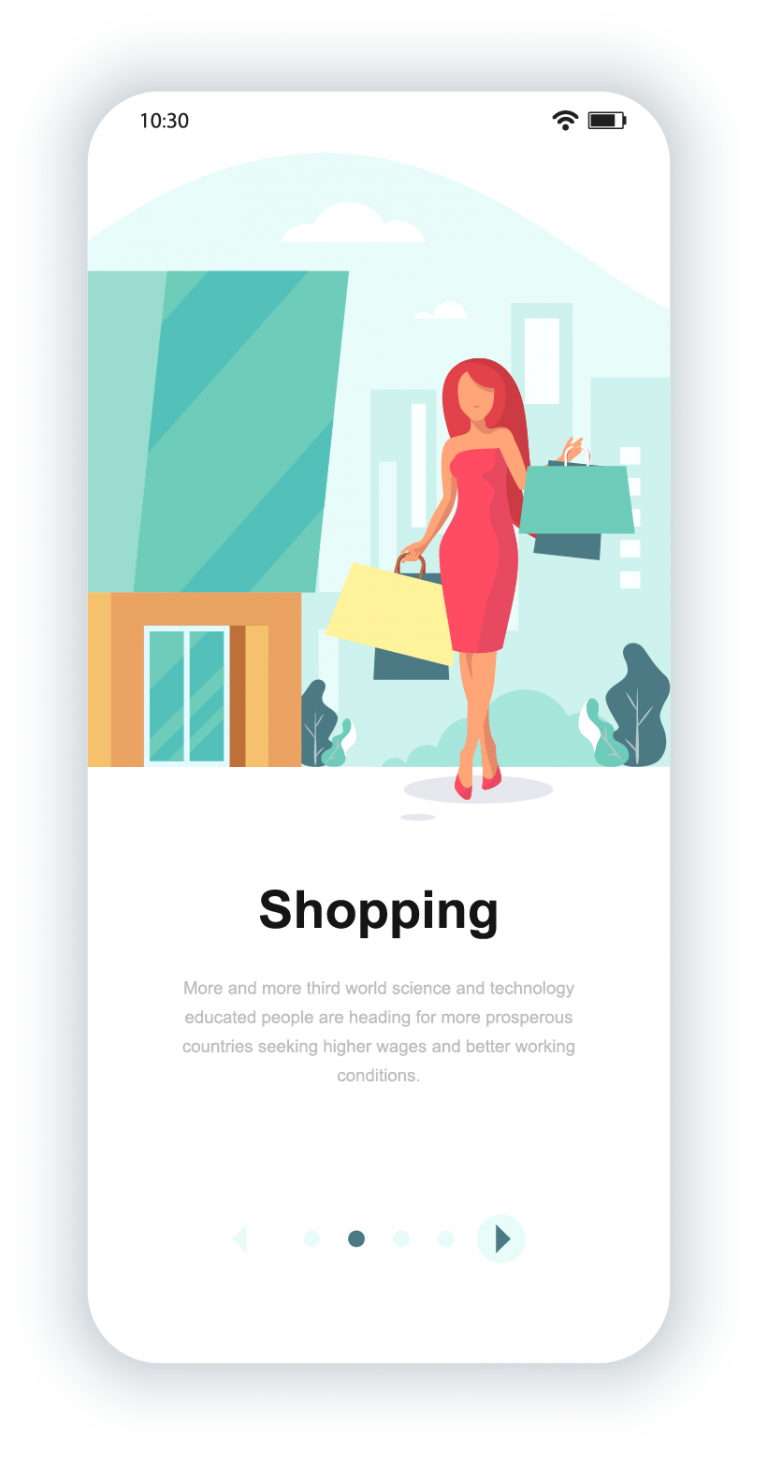 10:30
Shopping
More and more third world science and technology
educated people are heading for more prosperous
countries seeking higher wages and better working
conditions.